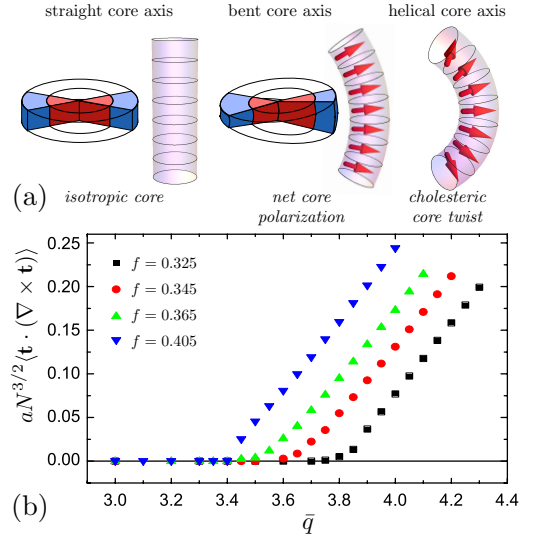 straight core axis bent core axis helical core axis
(a) isotropic core net core polarization cholesteric core twist
aN^{3/2}⟨t · (∇ × t)⟩
0.25
0.20
0.15
0.10
0.05
0.00
f = 0.325
f = 0.345
f = 0.365
f = 0.405
3.0 3.2 3.4 3.6 3.8 4.0 4.2 4.4
(b) q̄